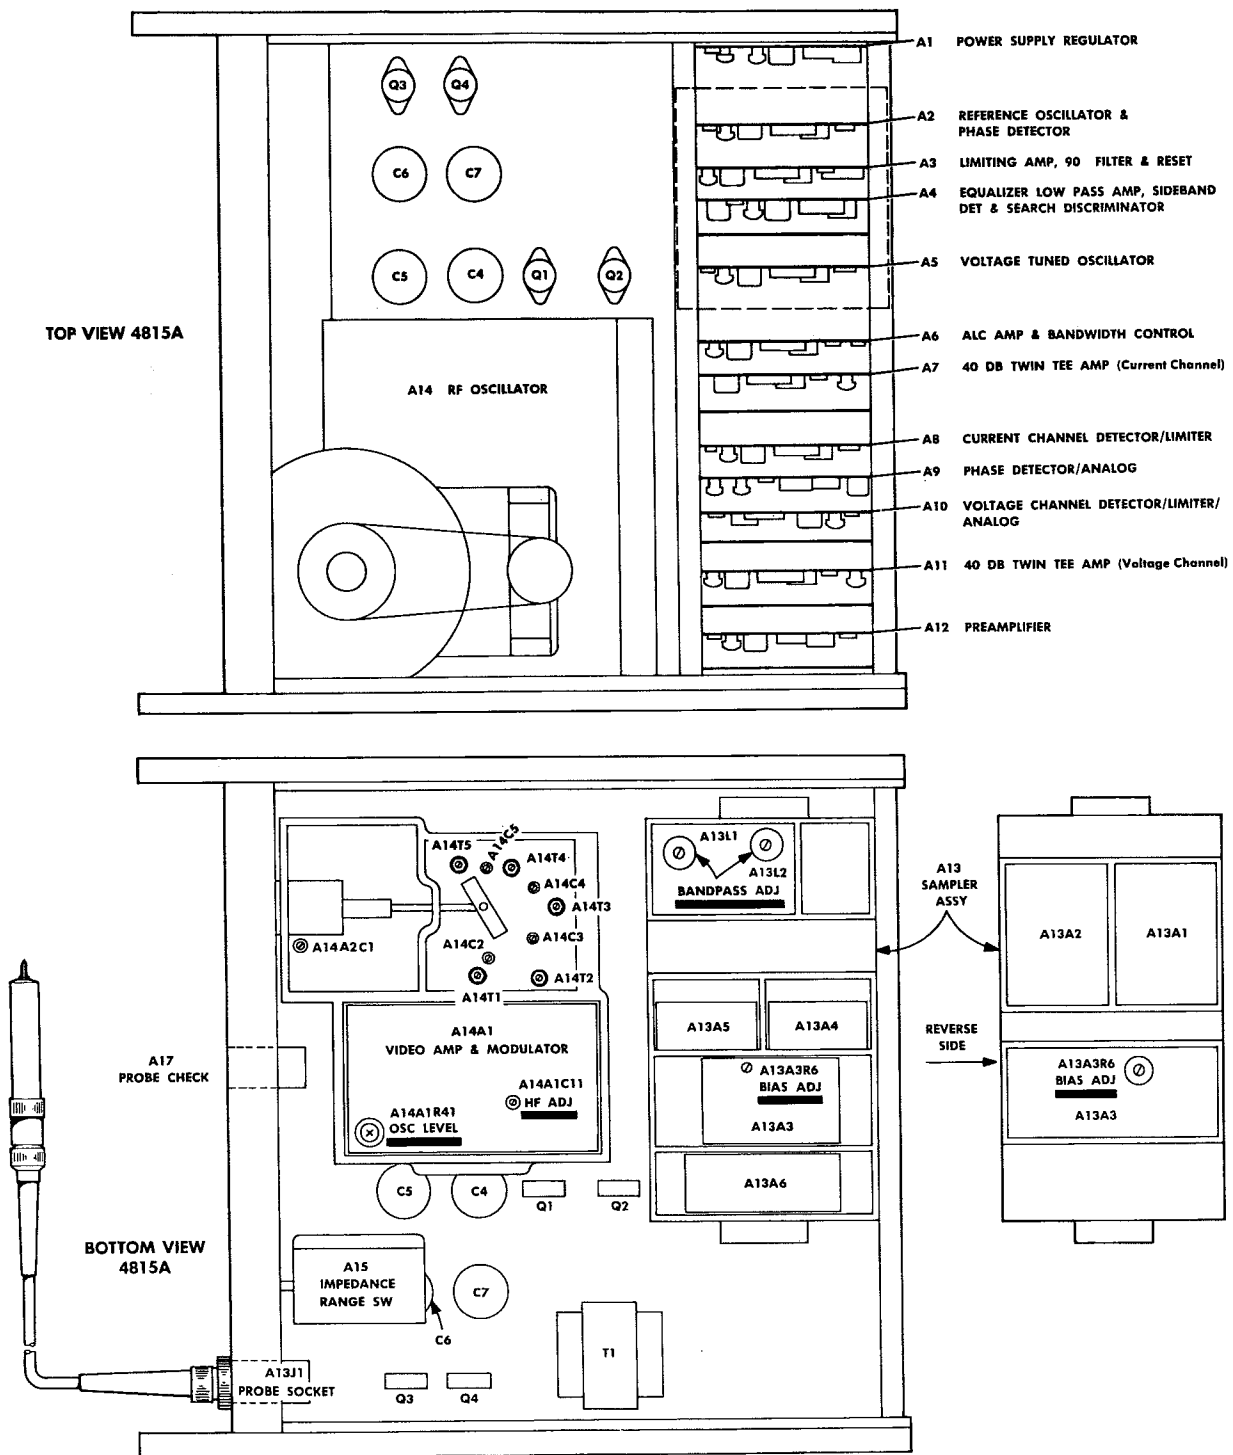 A1 POWER SUPPLY REGULATOR
Q3
Q4
A2 REFERENCE OSCILLATOR &
PHASE DETECTOR
C6
C7
A3 LIMITING AMP, 90 FILTER & RESET
A4 EQUALIZER LOW PASS AMP, SIDEBAND
DET & SEARCH DISCRIMINATOR
C5
C4
Q1
Q2
A5 VOLTAGE TUNED OSCILLATOR
TOP VIEW 4815A
A6 ALC AMP & BANDWIDTH CONTROL
A7 40 DB TWIN TEE AMP (Current Channel)
A14 RF OSCILLATOR
A8 CURRENT CHANNEL DETECTOR/LIMITER
A9 PHASE DETECTOR/ANALOG
A10 VOLTAGE CHANNEL DETECTOR/LIMITER/
ANALOG
A11 40 DB TWIN TEE AMP (Voltage Channel)
A12 PREAMPLIFIER
A14T5
A14C5
A14T4
A14C4
A14T3
A14C3
A14C2
A14T2
A14T1
A14A2C1
A13L1
A13L2
BANDPASS ADJ
A13
SAMPLER
ASSY
A13A2
A13A1
A13A5
A13A4
A14A1
VIDEO AMP & MODULATOR
A14A1C11
HF ADJ
A14A1R41
OSC LEVEL
A13A3R6
BIAS ADJ
A13A3
REVERSE
SIDE
A13A3R6
BIAS ADJ
A13A3
A17
PROBE CHECK
A13A6
C5
C4
Q1
Q2
BOTTOM VIEW
4815A
A15
IMPEDANCE
RANGE SW
C7
C6
T1
A13J1
PROBE SOCKET
Q3
Q4